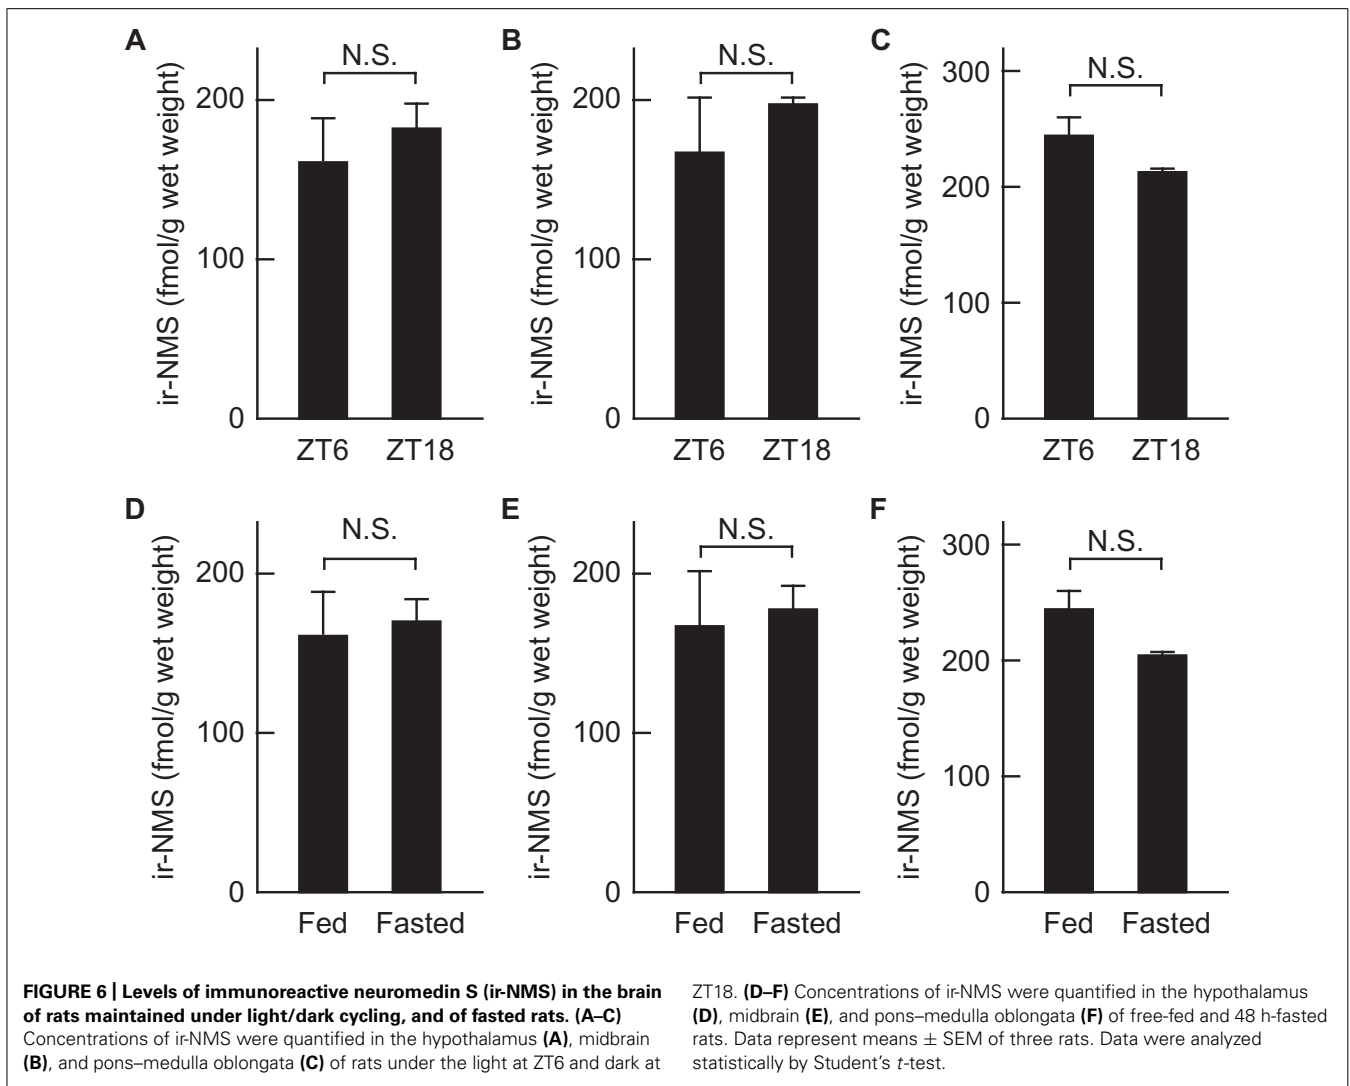 A
ir-NMS (fmol/g wet weight)
N.S.
200
100
0
ZT6 ZT18
B
ir-NMS (fmol/g wet weight)
N.S.
200
100
0
ZT6 ZT18
C
ir-NMS (fmol/g wet weight)
N.S.
300
200
100
0
ZT6 ZT18
D
ir-NMS (fmol/g wet weight)
N.S.
200
100
0
Fed Fasted
E
ir-NMS (fmol/g wet weight)
N.S.
200
100
0
Fed Fasted
F
ir-NMS (fmol/g wet weight)
N.S.
300
200
100
0
Fed Fasted
FIGURE 6 | Levels of immunoreactive neuromedin S (ir-NMS) in the brain
of rats maintained under light/dark cycling, and of fasted rats. (A–C)
Concentrations of ir-NMS were quantified in the hypothalamus (A), midbrain
(B), and pons–medulla oblongata (C) of rats under the light at ZT6 and dark at
ZT18. (D–F) Concentrations of ir-NMS were quantified in the hypothalamus
(D), midbrain (E), and pons–medulla oblongata (F) of free-fed and 48 h-fasted
rats. Data represent means ± SEM of three rats. Data were analyzed
statistically by Student's t-test.